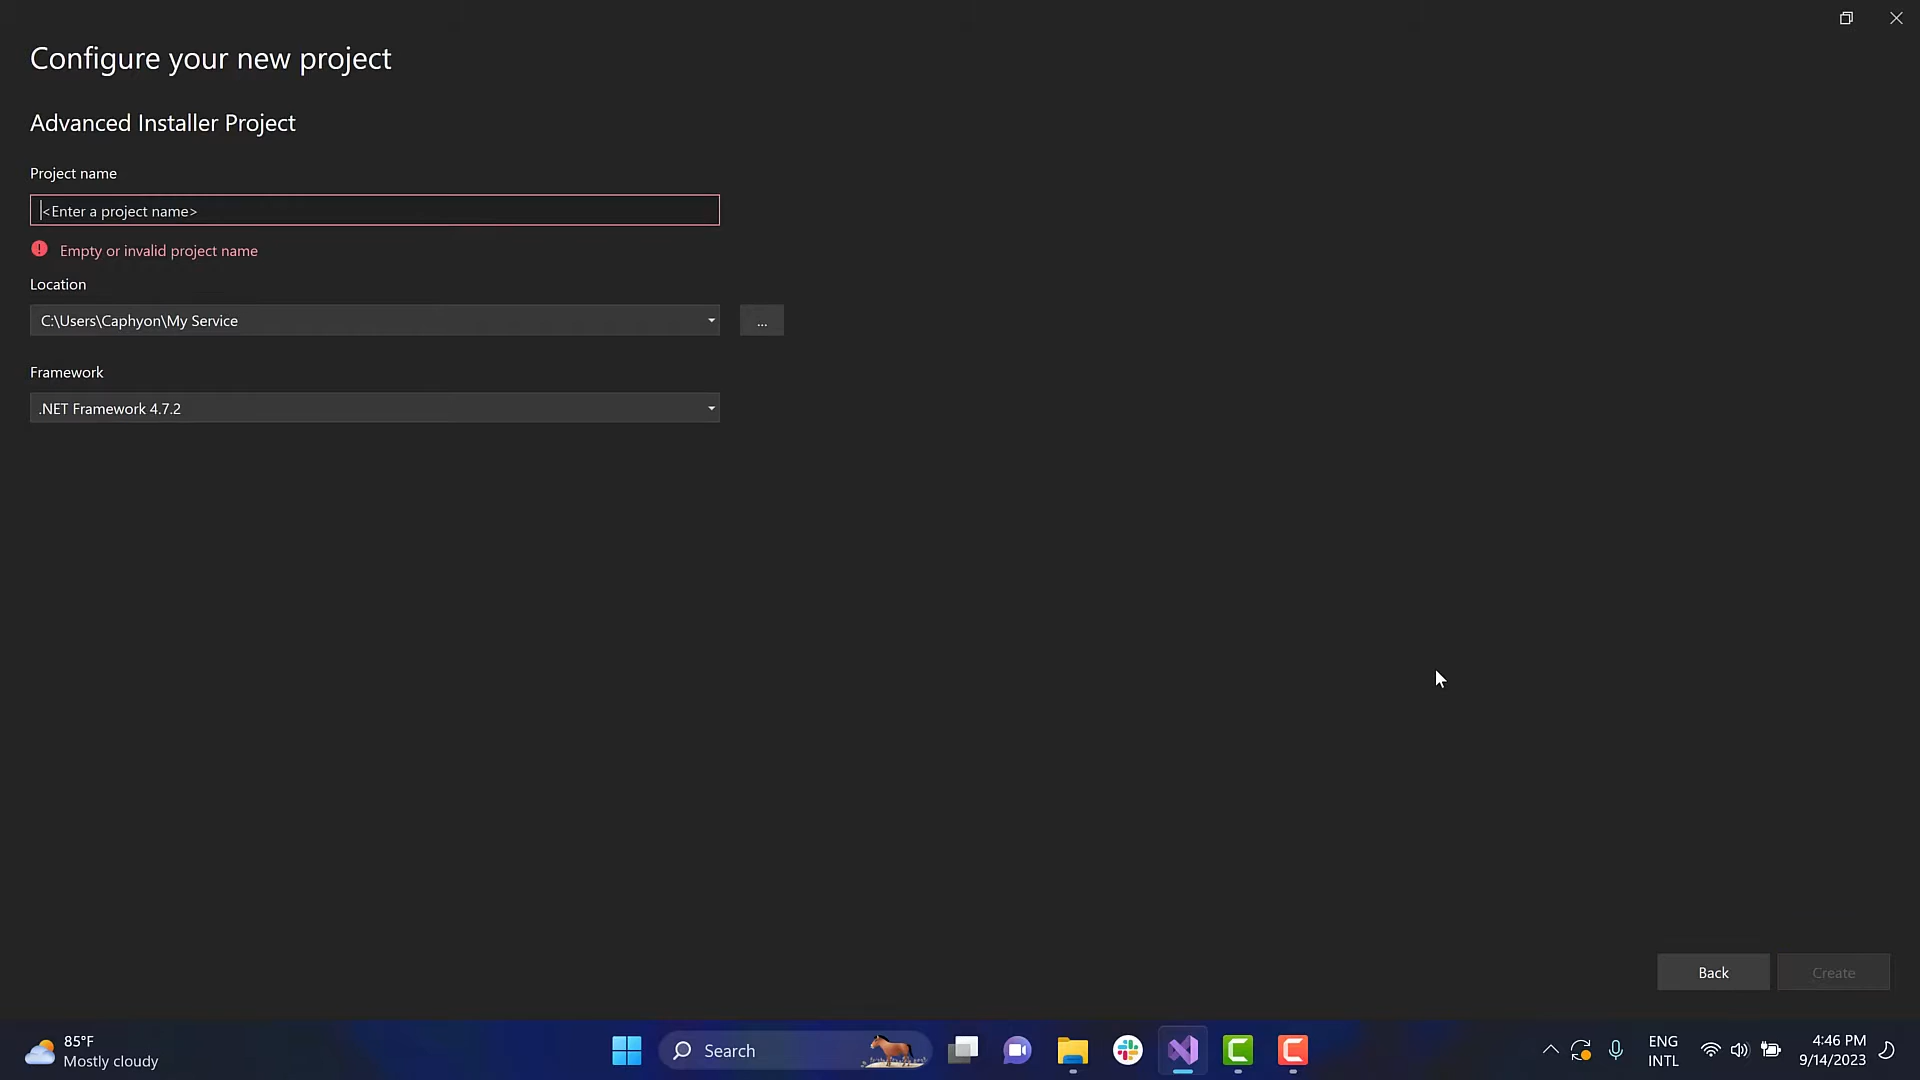 Configure your new project
Advanced Installer Project
Project name
<Enter a project name>
Empty or invalid project name
Location
C:\Users\Caphyon\My Service
...
Framework
.NET Framework 4.7.2
Back
Create
85°F
Mostly cloudy
Search
ENG
INTL
4:46 PM
9/14/2023